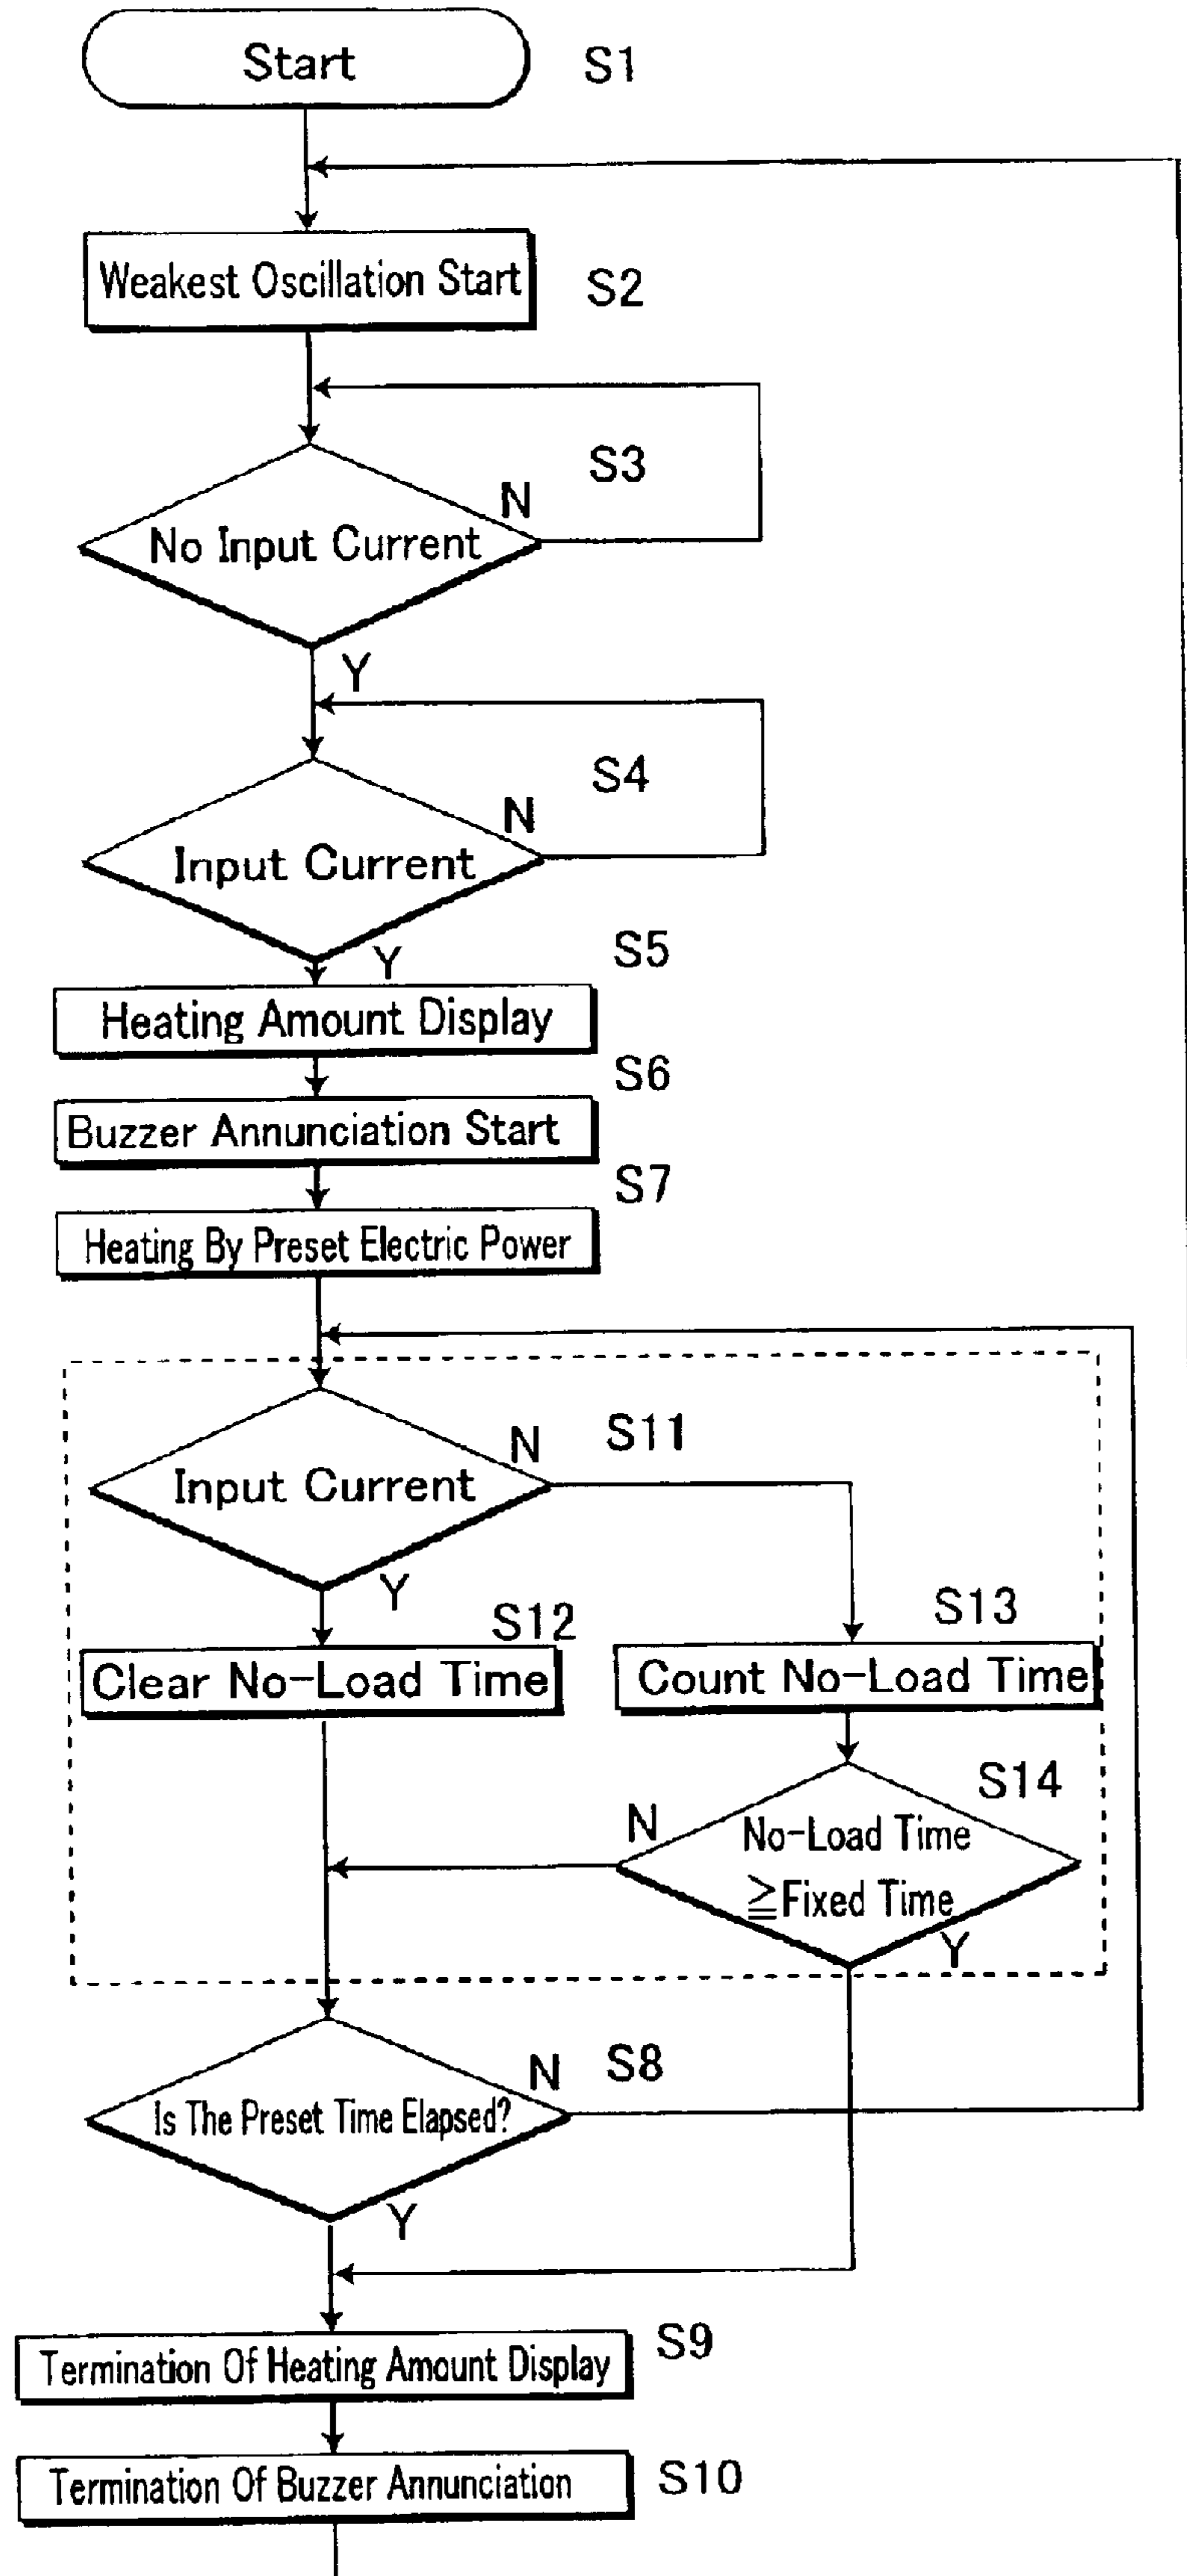 Start
S1
Weakest Oscillation Start
S2
S3
N
No Input Current
Y
S4
N
Input Current
Y
S5
Heating Amount Display
S6
Buzzer Annunciation Start
S7
Heating By Preset Electric Power
N
S11
Input Current
Y
S12
S13
Clear No-Load Time
Count No-Load Time
S14
N
No-Load Time
≧Fixed Time
Y
N
S8
Is The Preset Time Elapsed?
Y
S9
Termination Of Heating Amount Display
Termination Of Buzzer Annunciation
S10